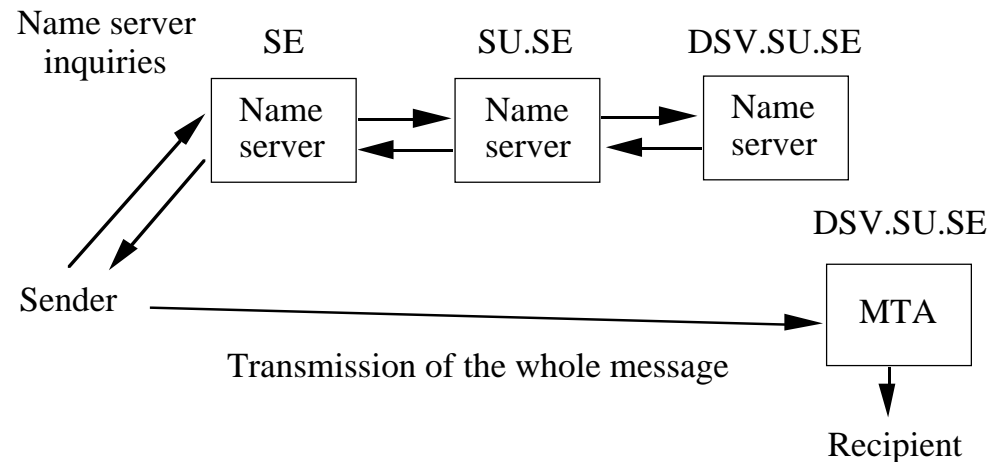 Name server
inquiries
SE
SU.SE
DSV.SU.SE
Name
server
Name
server
Name
server
DSV.SU.SE
Sender
MTA
Transmission of the whole message
Recipient